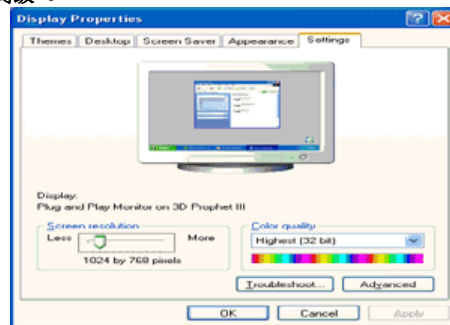 Display Properties
Themes Desktop Screen Saver Appearance Settings
Display:
Plug and Play Monitor on 3D Prophet III
Screen resolution
Less More
1024 by 768 pixels
Color quality
Highest (32 bit)
Troubleshoot... Advanced
OK Cancel Apply